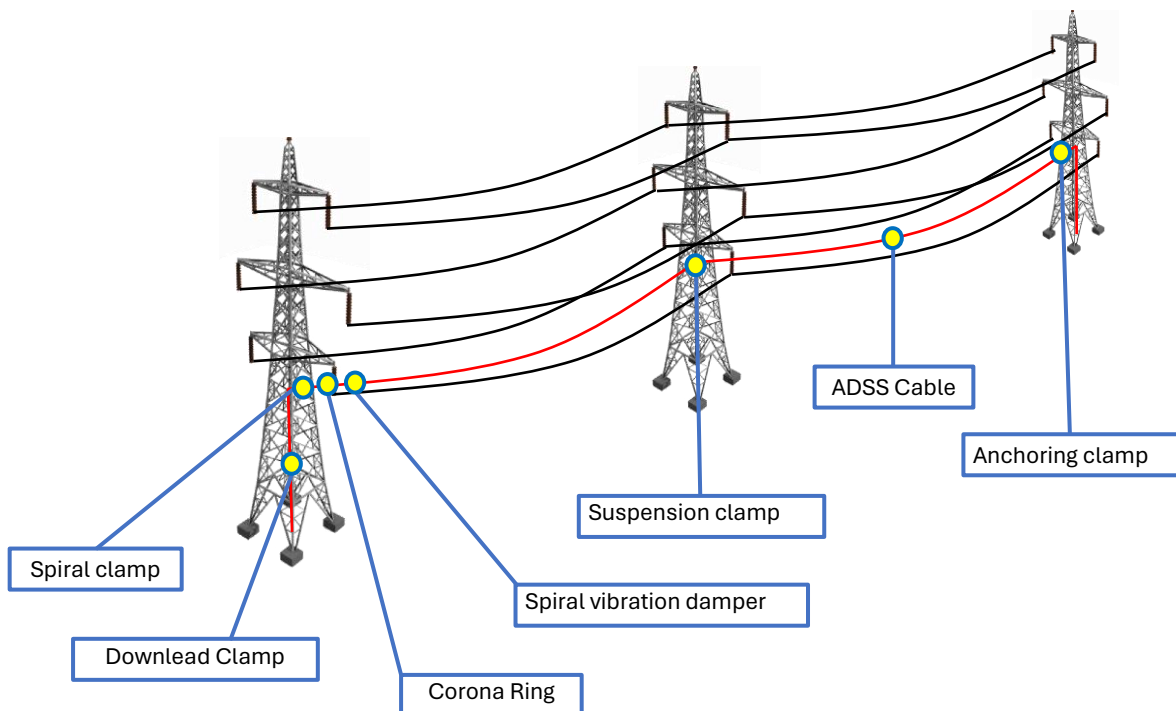 ADSS Cable
Anchoring clamp
Suspension clamp
Spiral clamp
Spiral vibration damper
Downlead Clamp
Corona Ring